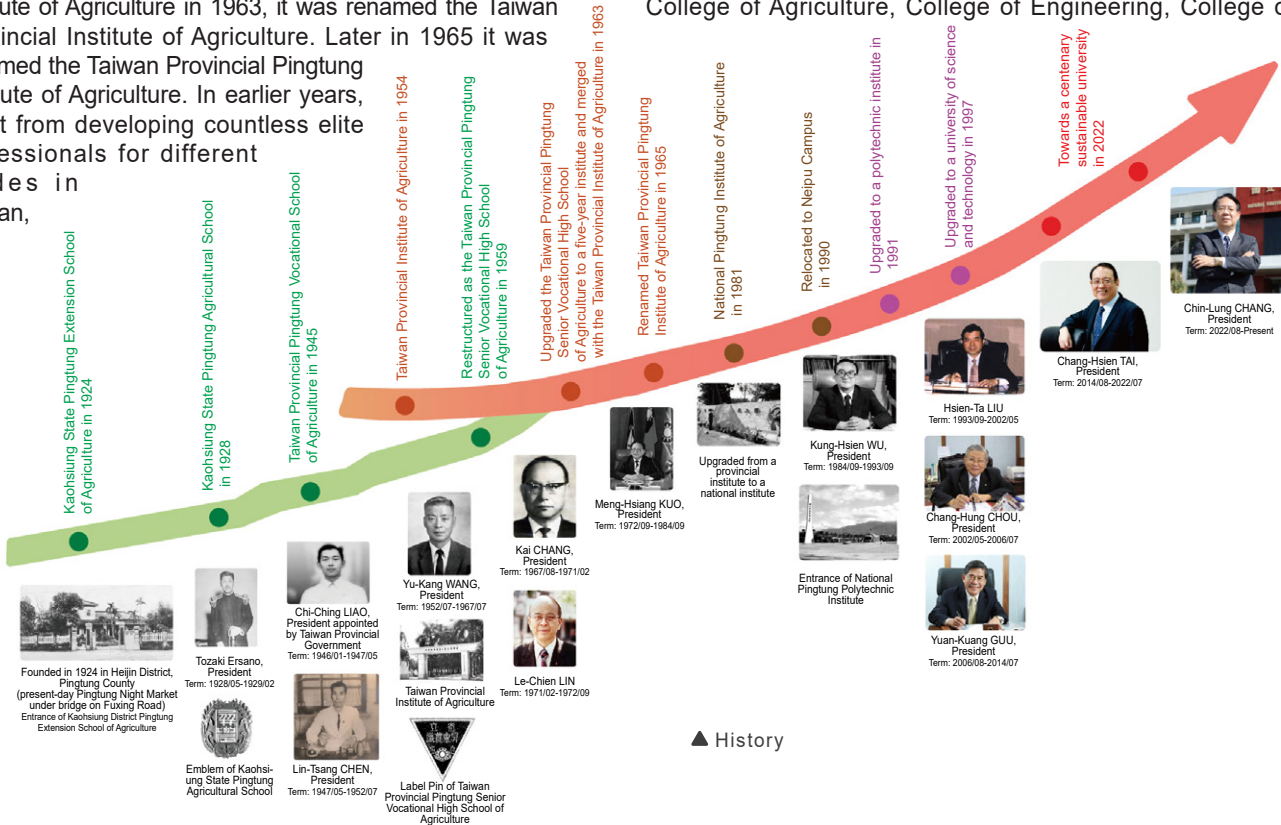 ute of Agriculture in 1963, it was renamed the Taiwan
incial Institute of Agriculture. Later in 1965 it was
med the Taiwan Provincial Pingtung
ute of Agriculture. In earlier years,
t from developing countless elite
essionals for different
des in
an,
College of Agriculture, College of Engineering, College o
Kaohsiung State Pingtung Extension School
of Agriculture in 1924
Kaohsiung State Pingtung Agricultural School
in 1928
Taiwan Provincial Pingtung Vocational School
of Agriculture in 1945
Taiwan Provincial Institute of Agriculture in 1954
Restructured as the Taiwan Provincial Pingtung
Senior Vocational High School
of Agriculture in 1959
Upgraded the Taiwan Provincial Pingtung
Senior Vocational High School
of Agriculture to a five-year institute and merged
with the Taiwan Provincial Institute of Agriculture in 1963
Renamed Taiwan Provincial Pingtung
Institute of Agriculture in 1965
National Pingtung Institute of Agriculture
in 1981
Relocated to Neipu Campus
in 1990
Upgraded to a polytechnic institute in
1991
Upgraded to a university of science
and technology in 1997
Towards a centenary
sustainable university
in 2022
Founded in 1924 in Heijin District,
Pingtung County
(present-day Pingtung Night Market
under bridge on Fuxing Road)
Entrance of Kaohsiung District Pingtung
Extension School of Agriculture
Tozaki Ersano,
President
Term: 1928/05-1929/02
Emblem of Kaohsi-
ung State Pingtung
Agricultural School
Chi-Ching LIAO,
President appointed
by Taiwan Provincial
Government
Term: 1946/01-1947/05
Lin-Tsang CHEN,
President
Term: 1947/05-1952/07
Yu-Kang WANG,
President
Term: 1952/07-1967/07
Taiwan Provincial
Institute of Agriculture
Label Pin of Taiwan
Provincial Pingtung Senior
Vocational High School of
Agriculture
Kai CHANG,
President
Term: 1967/08-1971/02
Le-Chien LIN
Term: 1971/02-1972/09
Meng-Hsiang KUO,
President
Term: 1972/09-1984/09
Upgraded from a
provincial
institute to a
national institute
Kung-Hsien WU,
President
Term: 1984/09-1993/09
Entrance of National
Pingtung Polytechnic
Institute
Hsien-Ta LIU
Term: 1993/09-2002/05
Chang-Hung CHOU,
President
Term: 2002/05-2006/07
Yuan-Kuang GUU,
President
Term: 2006/08-2014/07
Chang-Hsien TAI,
President
Term: 2014/08-2022/07
Chin-Lung CHANG,
President
Term: 2022/08-Present
▲ History